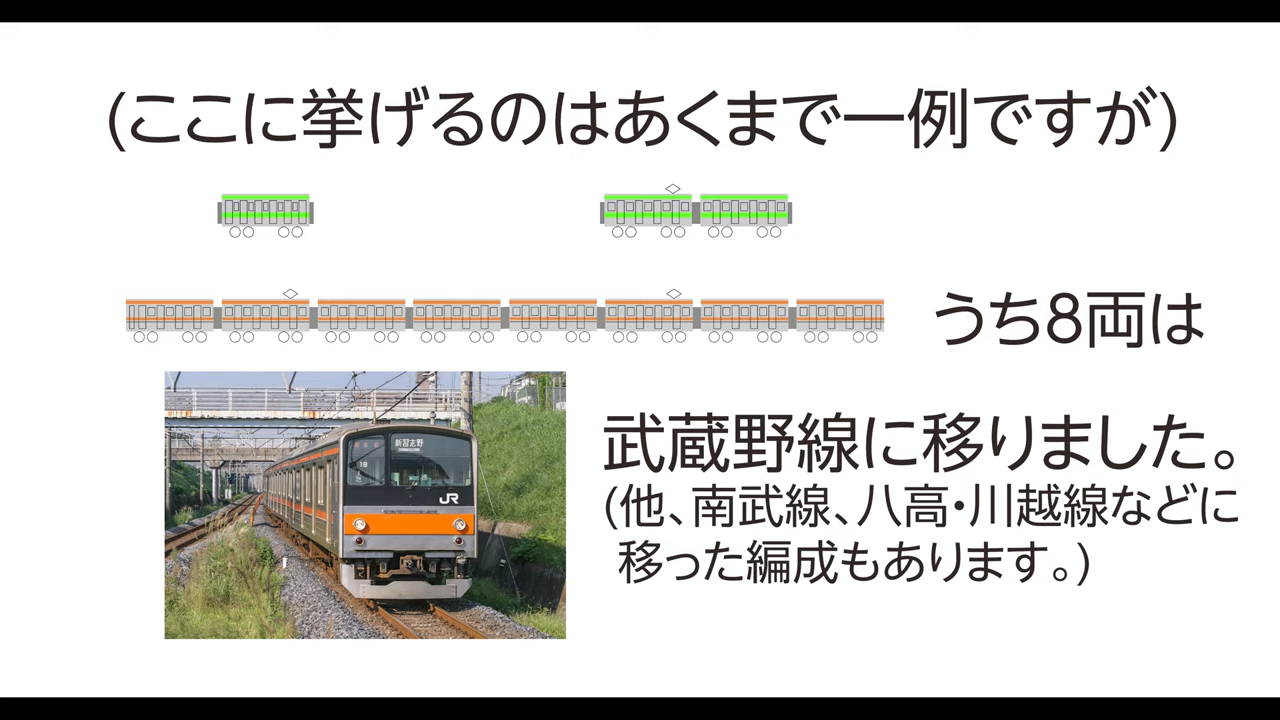 (ここに挙げるのはあくまで一例ですが)
うち8両は
武蔵野線に移りました。
(他、南武線、八高・川越線などに
移った編成もあります。)
新習志野
18
JR